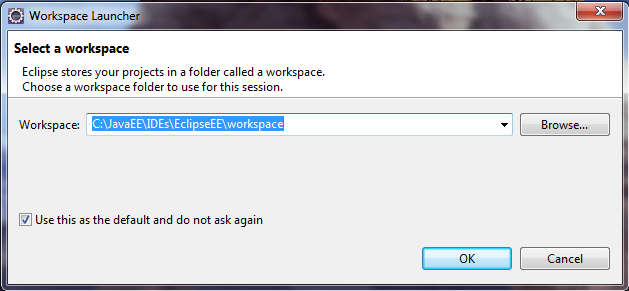 Workspace Launcher
Select a workspace
Eclipse stores your projects in a folder called a workspace.
Choose a workspace folder to use for this session.
Workspace: C:\JavaEE\IDEs\EclipseEE\workspace Browse...
Use this as the default and do not ask again
OK Cancel